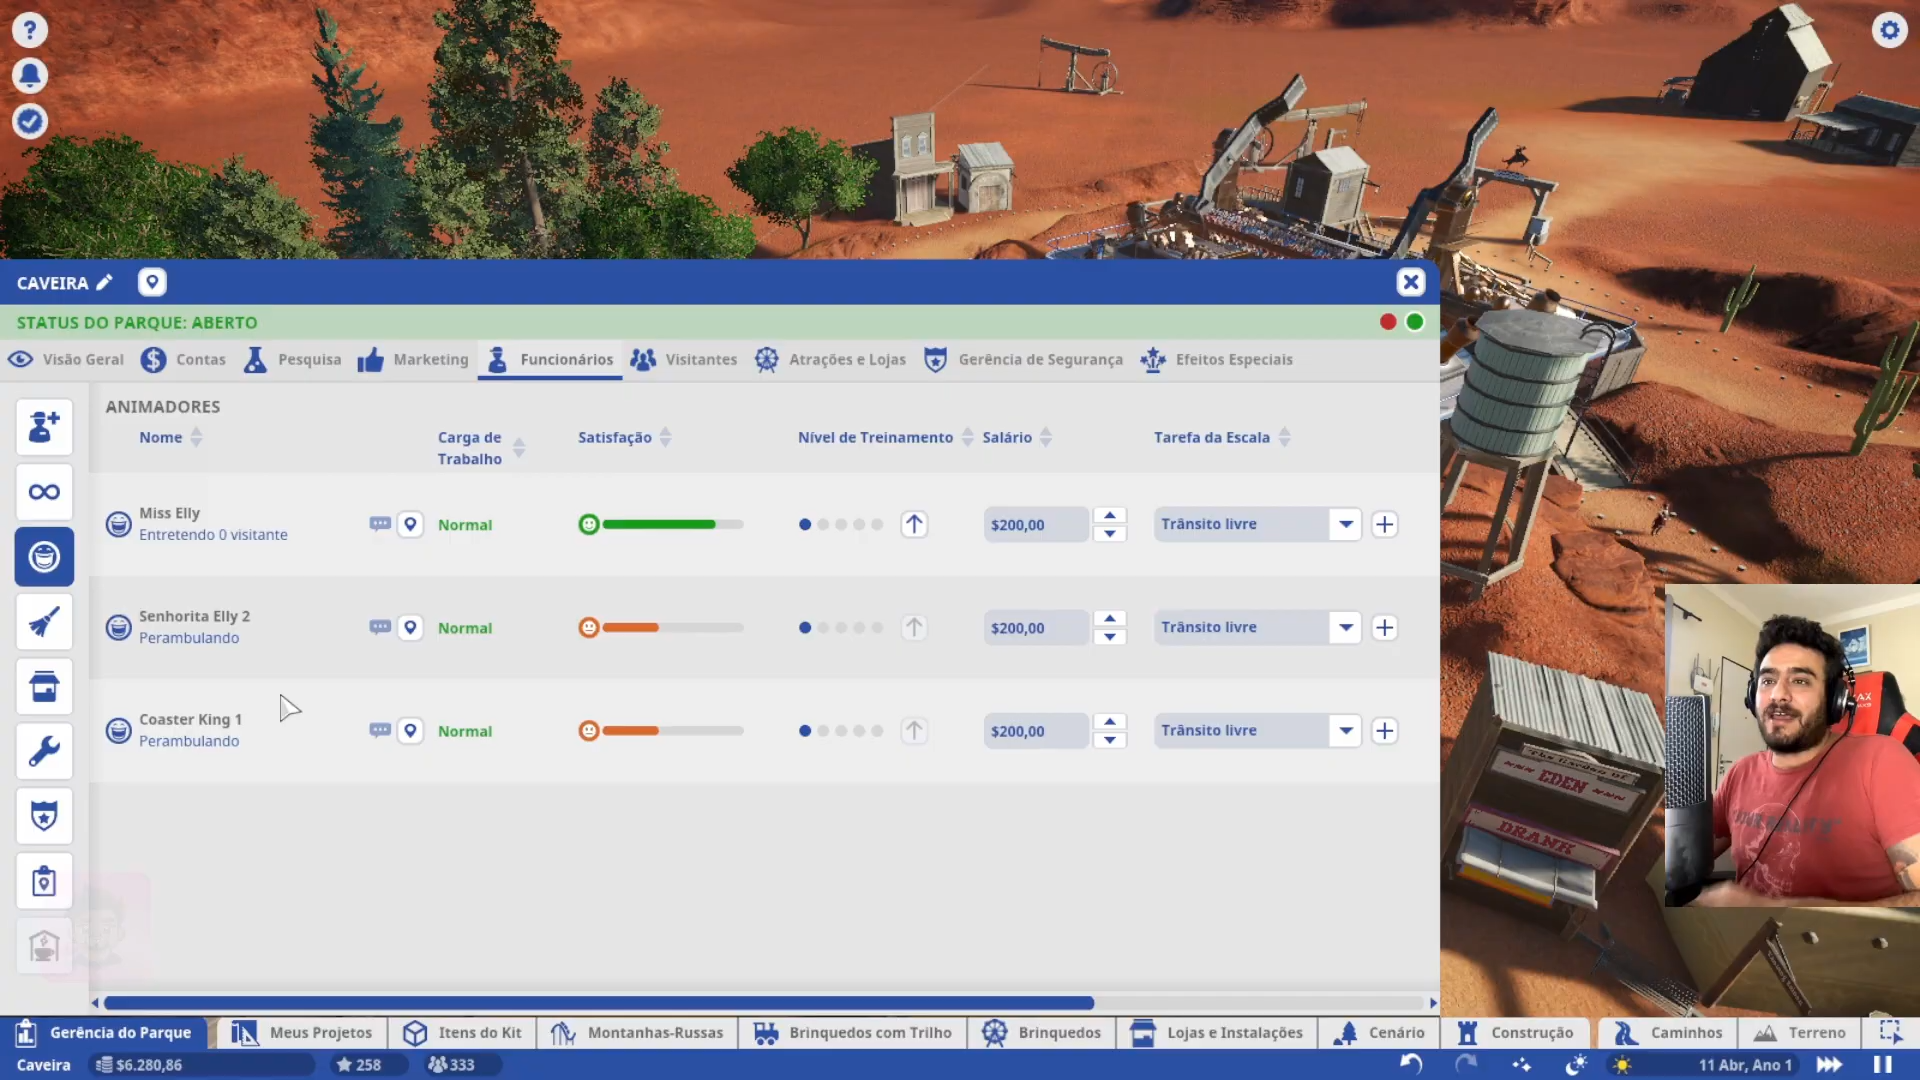 ?
CAVEIRA
STATUS DO PARQUE: ABERTO
Visão Geral
Contas
Pesquisa
Marketing
Funcionários
Visitantes
Atrações e Lojas
Gerência de Segurança
Efeitos Especiais
ANIMADORES
Nome
Carga de
Trabalho
Satisfação
Nível de Treinamento
Salário
Tarefa da Escala
Miss Elly
Entretendo 0 visitante
Normal
$200,00
Trânsito livre
Senhorita Elly 2
Perambulando
Normal
$200,00
Trânsito livre
Coaster King 1
Perambulando
Normal
$200,00
Trânsito livre
EDEN
DRANK
Gerência do Parque
Meus Projetos
Itens do Kit
Montanhas-Russas
Brinquedos com Trilho
Brinquedos
Lojas e Instalações
Cenário
Construção
Caminhos
Terreno
Caveira
$6.280,86
258
333
11 Abr, Ano 1